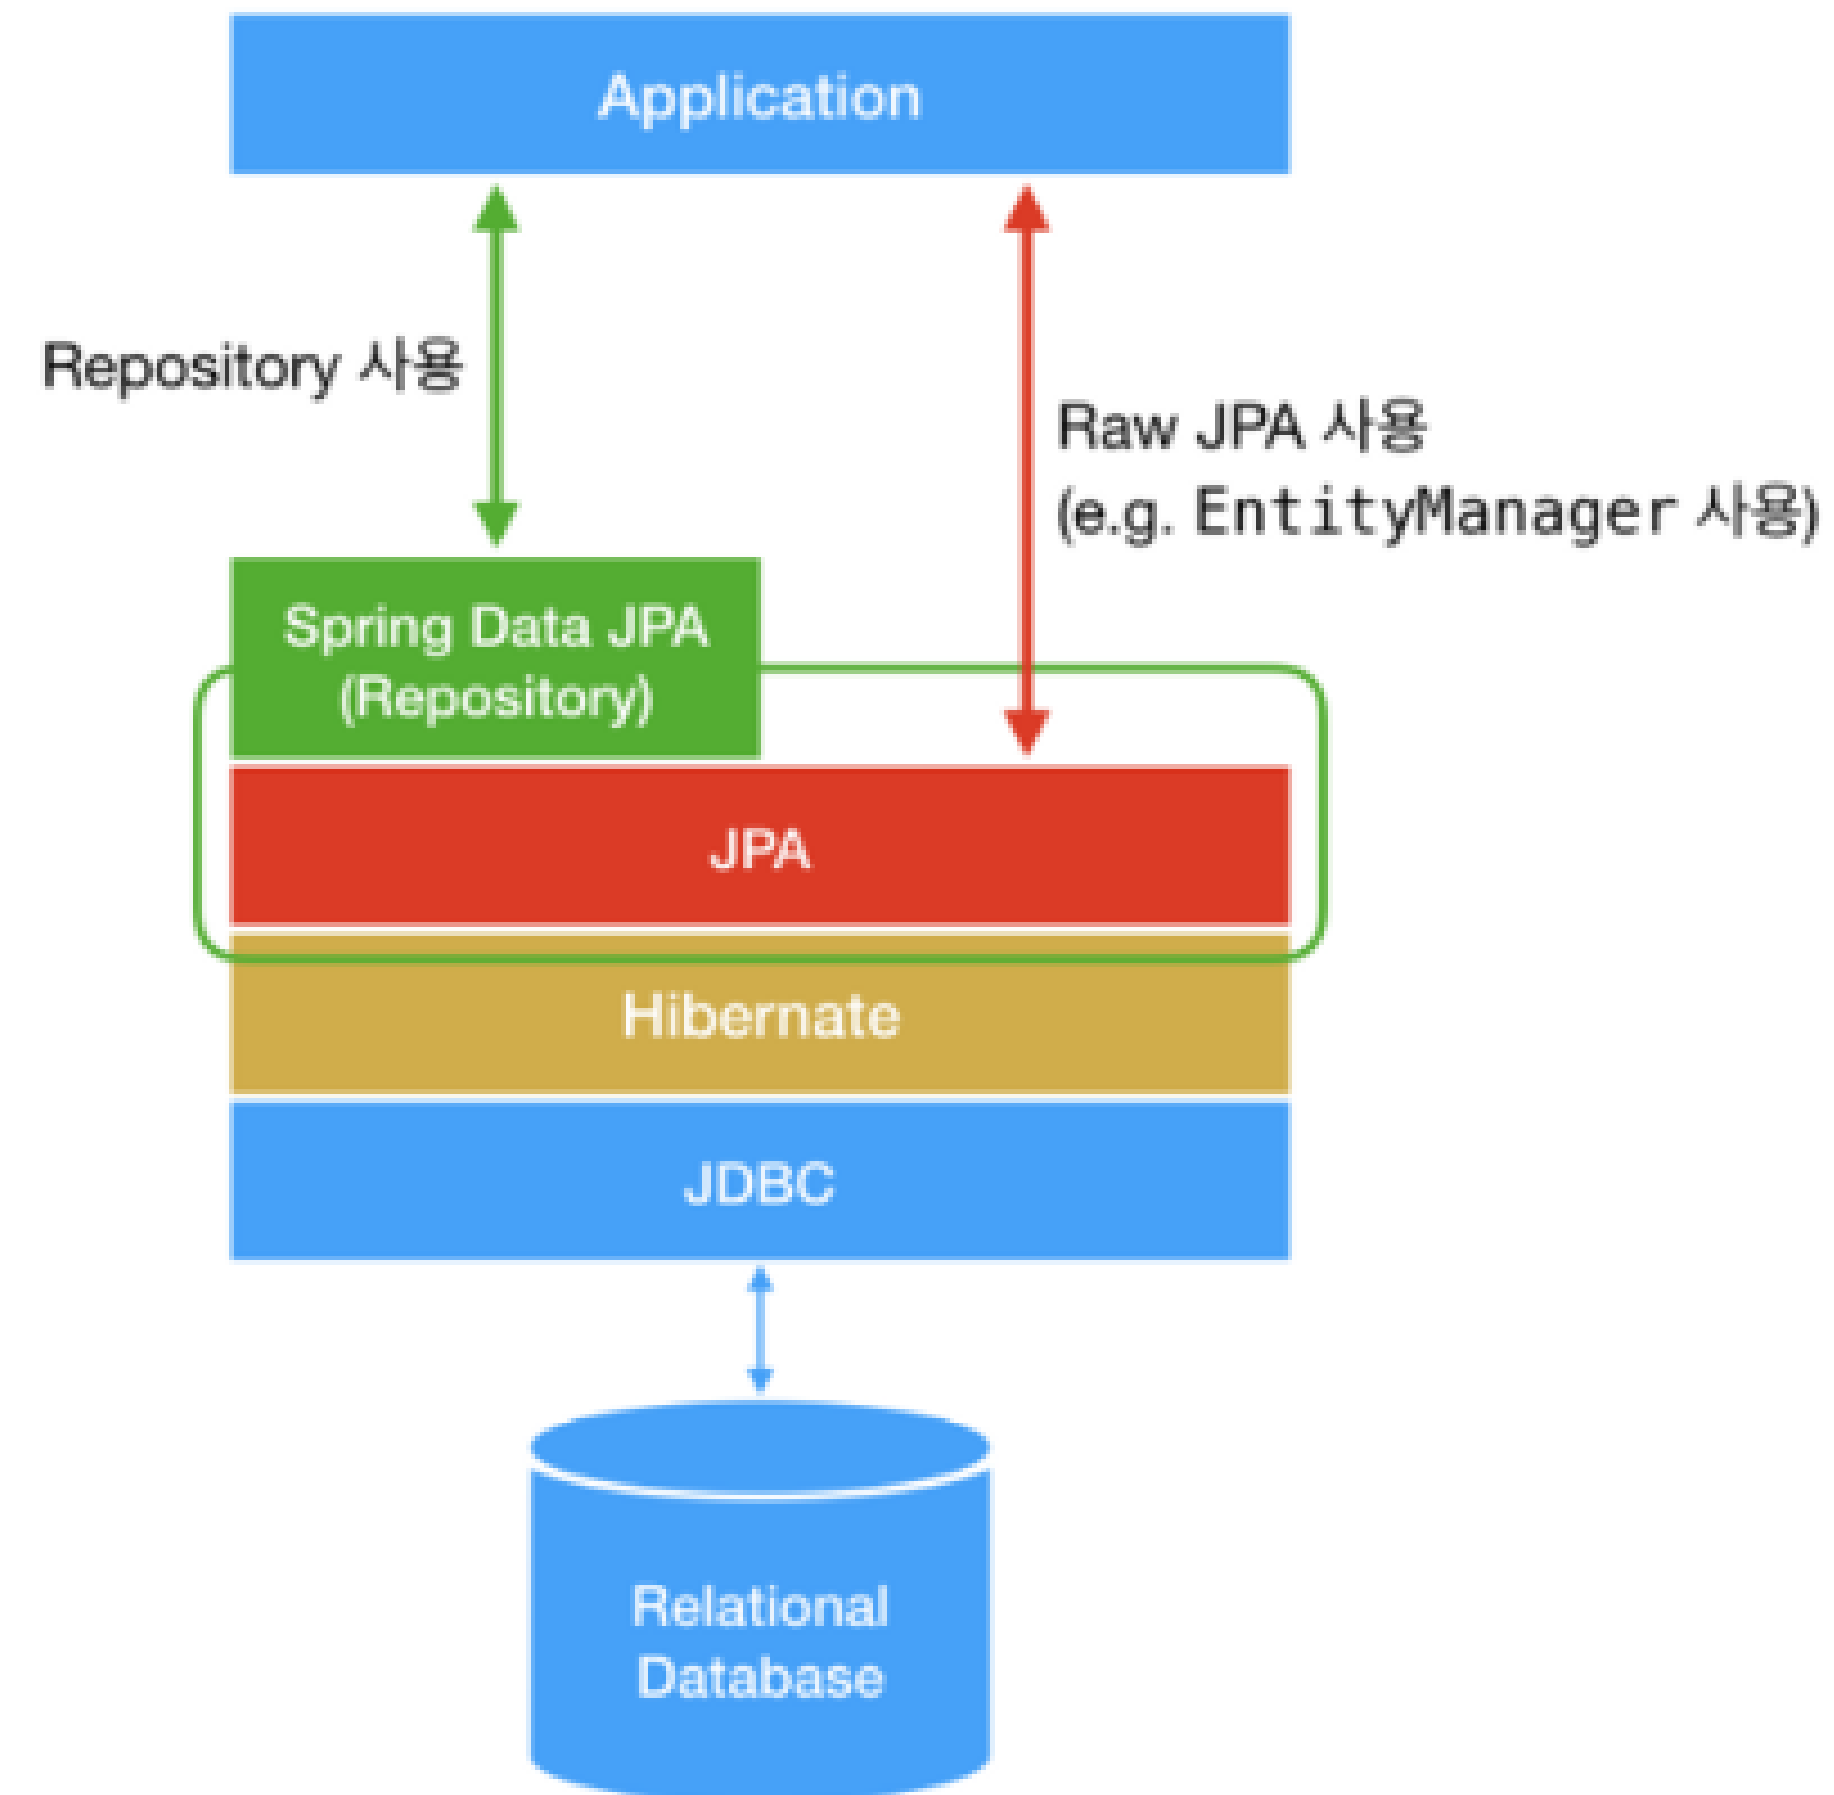 Application
Repository 사용
Raw JPA 사용
(e.g. EntityManager 사용)
Spring Data JPA
(Repository)
JPA
Hibernate
JDBC
Relational
Database